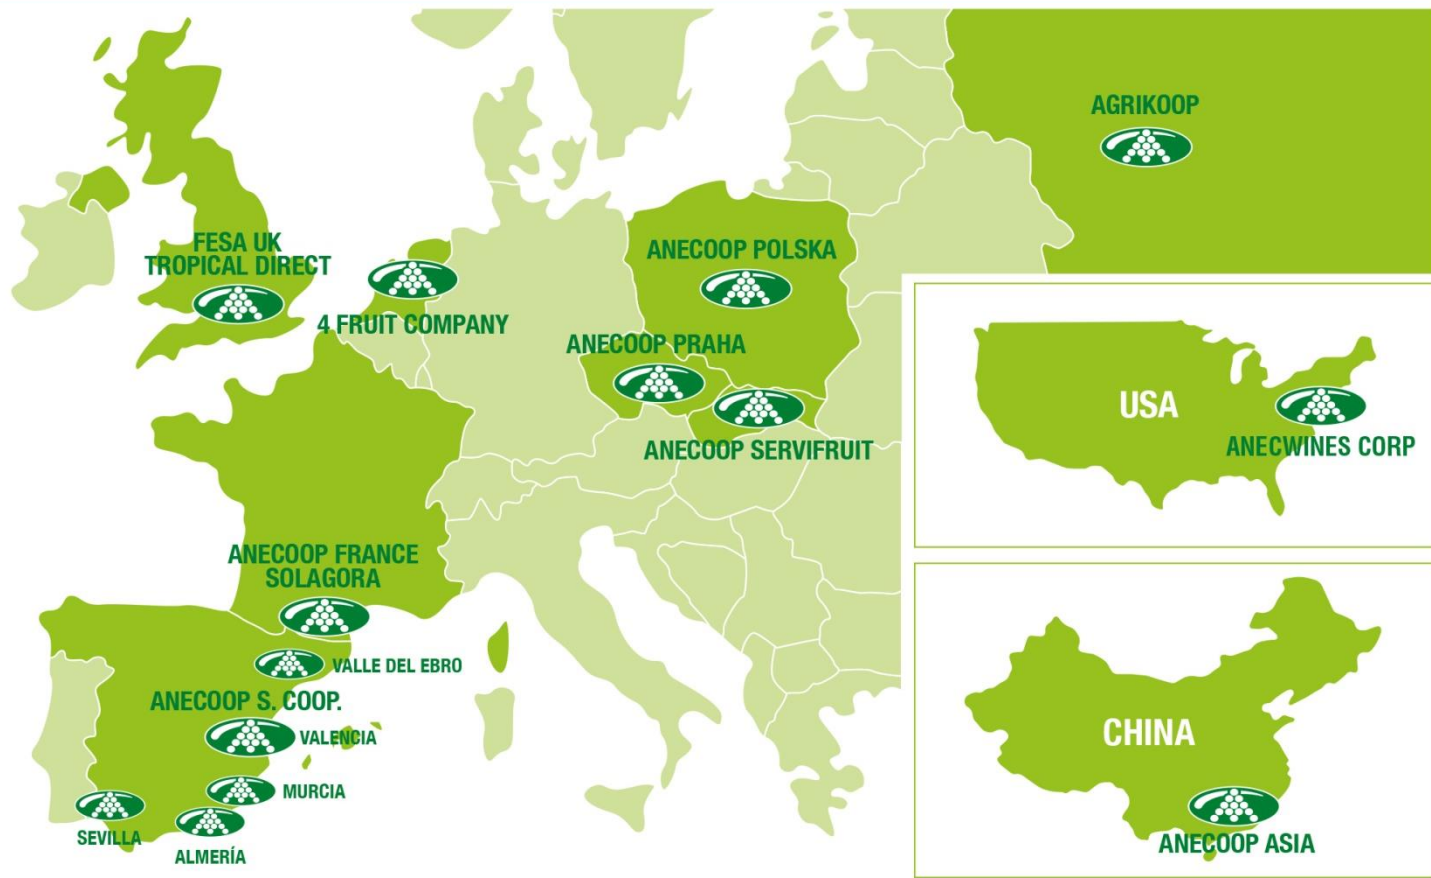 AGRIKOOP
FESA UK
TROPICAL DIRECT
ANECOOP POLSKA
4 FRUIT COMPANY
ANECOOP PRAHA
ANECOOP SERVIFRUIT
USA
ANECWINES CORP
ANECOOP FRANCE
SOLAGORA
VALLE DEL EBRO
ANECOOP S. COOP.
VALENCIA
MURCIA
SEVILLA
ALMERÍA
CHINA
ANECOOP ASIA